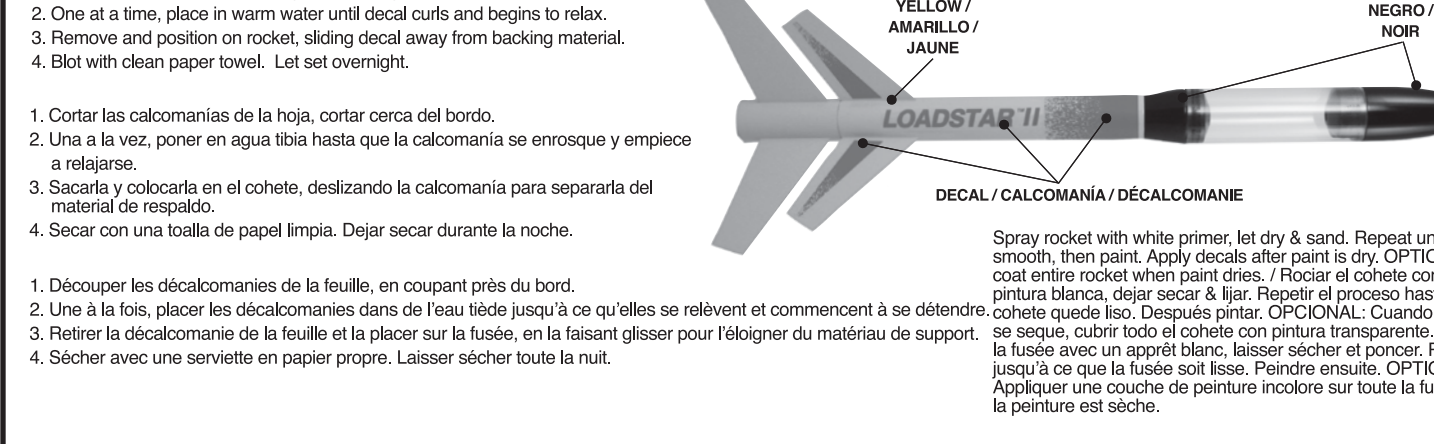 2. One at a time, place in warm water until decal curls and begins to relax.
3. Remove and position on rocket, sliding decal away from backing material.
4. Blot with clean paper towel. Let set overnight.
1. Cortar las calcomanías de la hoja, cortar cerca del bordo.
2. Una a la vez, poner en agua tibia hasta que la calcomanía se enrosque y empiece
a relajarse.
3. Sacarla y colocarla en el cohete, deslizando la calcomanía para separarla del
material de respaldo.
4. Secar con una toalla de papel limpia. Dejar secar durante la noche.
1. Découper les décalcomanies de la feuille, en coupant près du bord.
2. Une à la fois, placer les décalcomanies dans de l'eau tiède jusqu'à ce qu'elles se relèvent et commencent à se détendre.
3. Retirer la décalcomanie de la feuille et la placer sur la fusée, en la faisant glisser pour l'éloigner du matériau de support.
4. Sécher avec une serviette en papier propre. Laisser sécher toute la nuit.
YELLOW /
AMARILLO /
JAUNE
NEGRO /
NOIR
LOADSTAR™II
DECAL / CALCOMANÍA / DÉCALCOMANIE
Spray rocket with white primer, let dry & sand. Repeat
smooth, then paint. Apply decals after paint is dry.
coat entire rocket when paint dries. / Rociar el cohete
pintura blanca, dejar secar & lijar. Repetir el proceso
cohete quede liso. Después pintar. OPCIONAL: Cuando
se seque, cubrir todo el cohete con pintura transparente.
la fusée avec un apprêt blanc, laisser sécher et poncer.
jusqu'à ce que la fusée soit lisse. Peindre ensuite.
Appliquer une couche de peinture incolore sur toute la
la peinture est sèche.